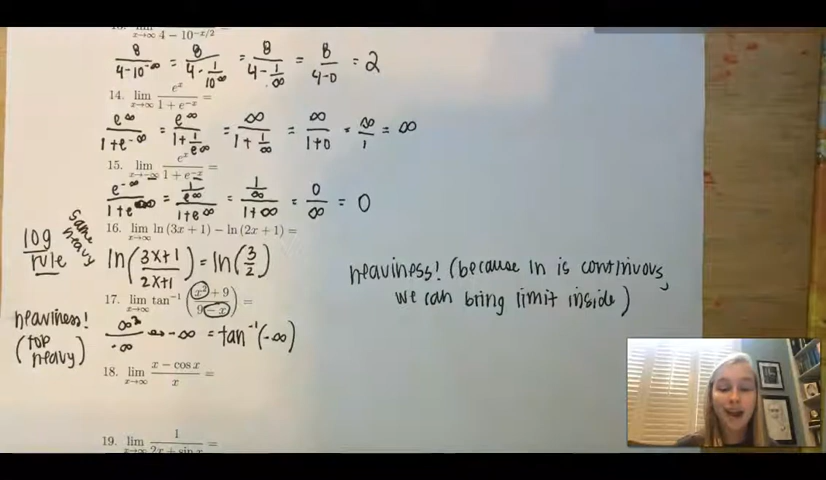 lim x→∞ 4 − 10^{−x/2} =
8/(4-10^{-∞}) = 8/(4 - 1/10^∞) = 8/(4 - 1/∞) = 8/(4-0) = 2
14. lim x→∞ e^x/(1 + e^{−x}) =
e^∞/(1+e^{-∞}) = e^∞/(1+ 1/e^∞) = ∞/(1+ 1/∞) = ∞/(1+0) = ∞/1 = ∞
15. lim x→−∞ e^x/(1 + e^{−x}) =
e^{-∞}/(1+e^∞) = (1/e^∞)/(1+e^∞) = (1/∞)/(1+∞) = 0/∞ = 0
16. lim x→∞ ln (3x + 1) − ln (2x + 1) =
log rule
same heavy
ln((3x+1)/(2x+1)) = ln(3/2)
heaviness! (because ln is continuous,
we can bring limit inside)
17. lim x→∞ tan^{−1} ((x^2 + 9)/(9 − x)) =
heaviness!
(top
heavy)
∞^2/-∞ → -∞ = tan^{-1}(-∞)
18. lim x→∞ (x − cos x)/x =
19. lim x→∞ 1/(2x + sin x) =